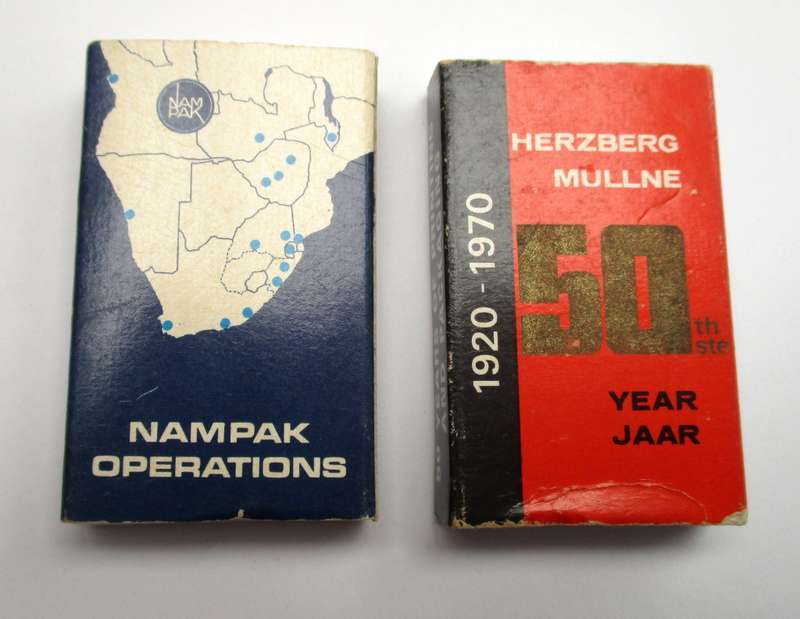 NAM
PAK
NAMPAK
OPERATIONS
1920 - 1970
HERZBERG
MULLNE
50
th
ste
YEAR
JAAR